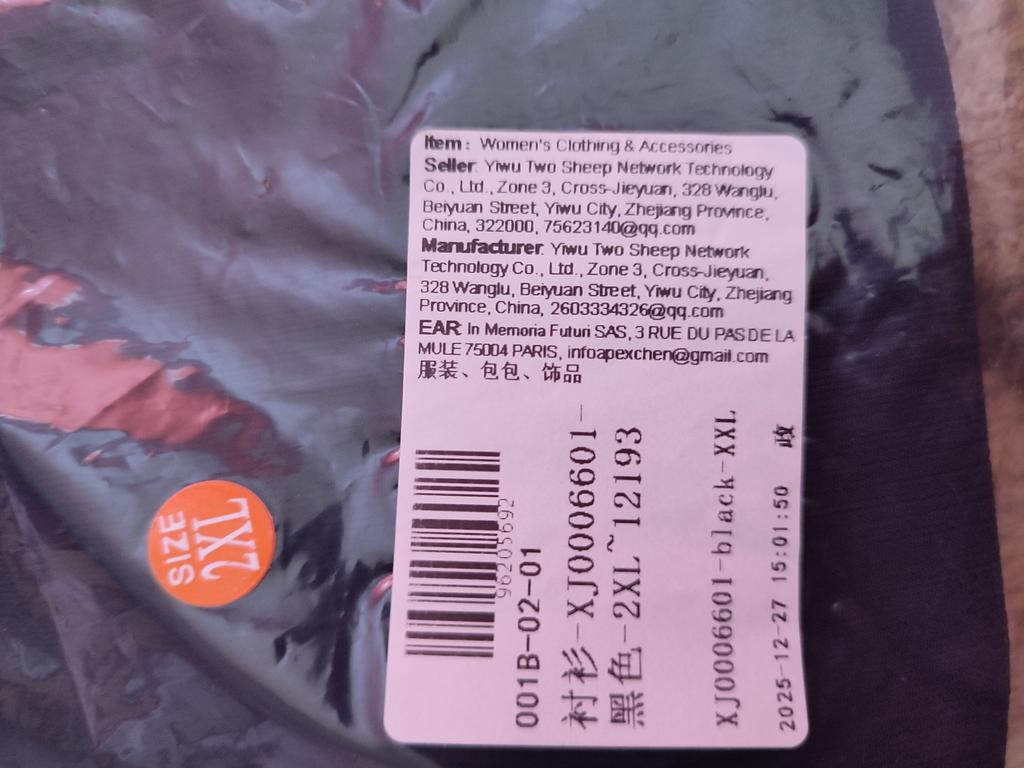 Item : Women's Clothing & Accessories
Seller: Yiwu Two Sheep Network Technology
Co., Ltd., Zone 3, Cross-Jieyuan, 328 Wanglu,
Beiyuan Street, Yiwu City, Zhejiang Province,
China, 322000, 75623140@qq.com
Manufacturer: Yiwu Two Sheep Network
Technology Co., Ltd., Zone 3, Cross-Jieyuan,
328 Wanglu, Beiyuan Street, Yiwu City, Zhejiang
Province, China, 2603334326@qq.com
EAR: In Memoria Futuri SAS, 3 RUE DU PAS DE LA
MULE 75004 PARIS, infoapexchen@gmail.com
服装、包包、饰品
96205692
001B-02-01
衬衫-XJ0006601-
黑色-2XL~12193
XJ0006601-black-XXL
2025-12-27 15:01:50 政
SIZE
2XL